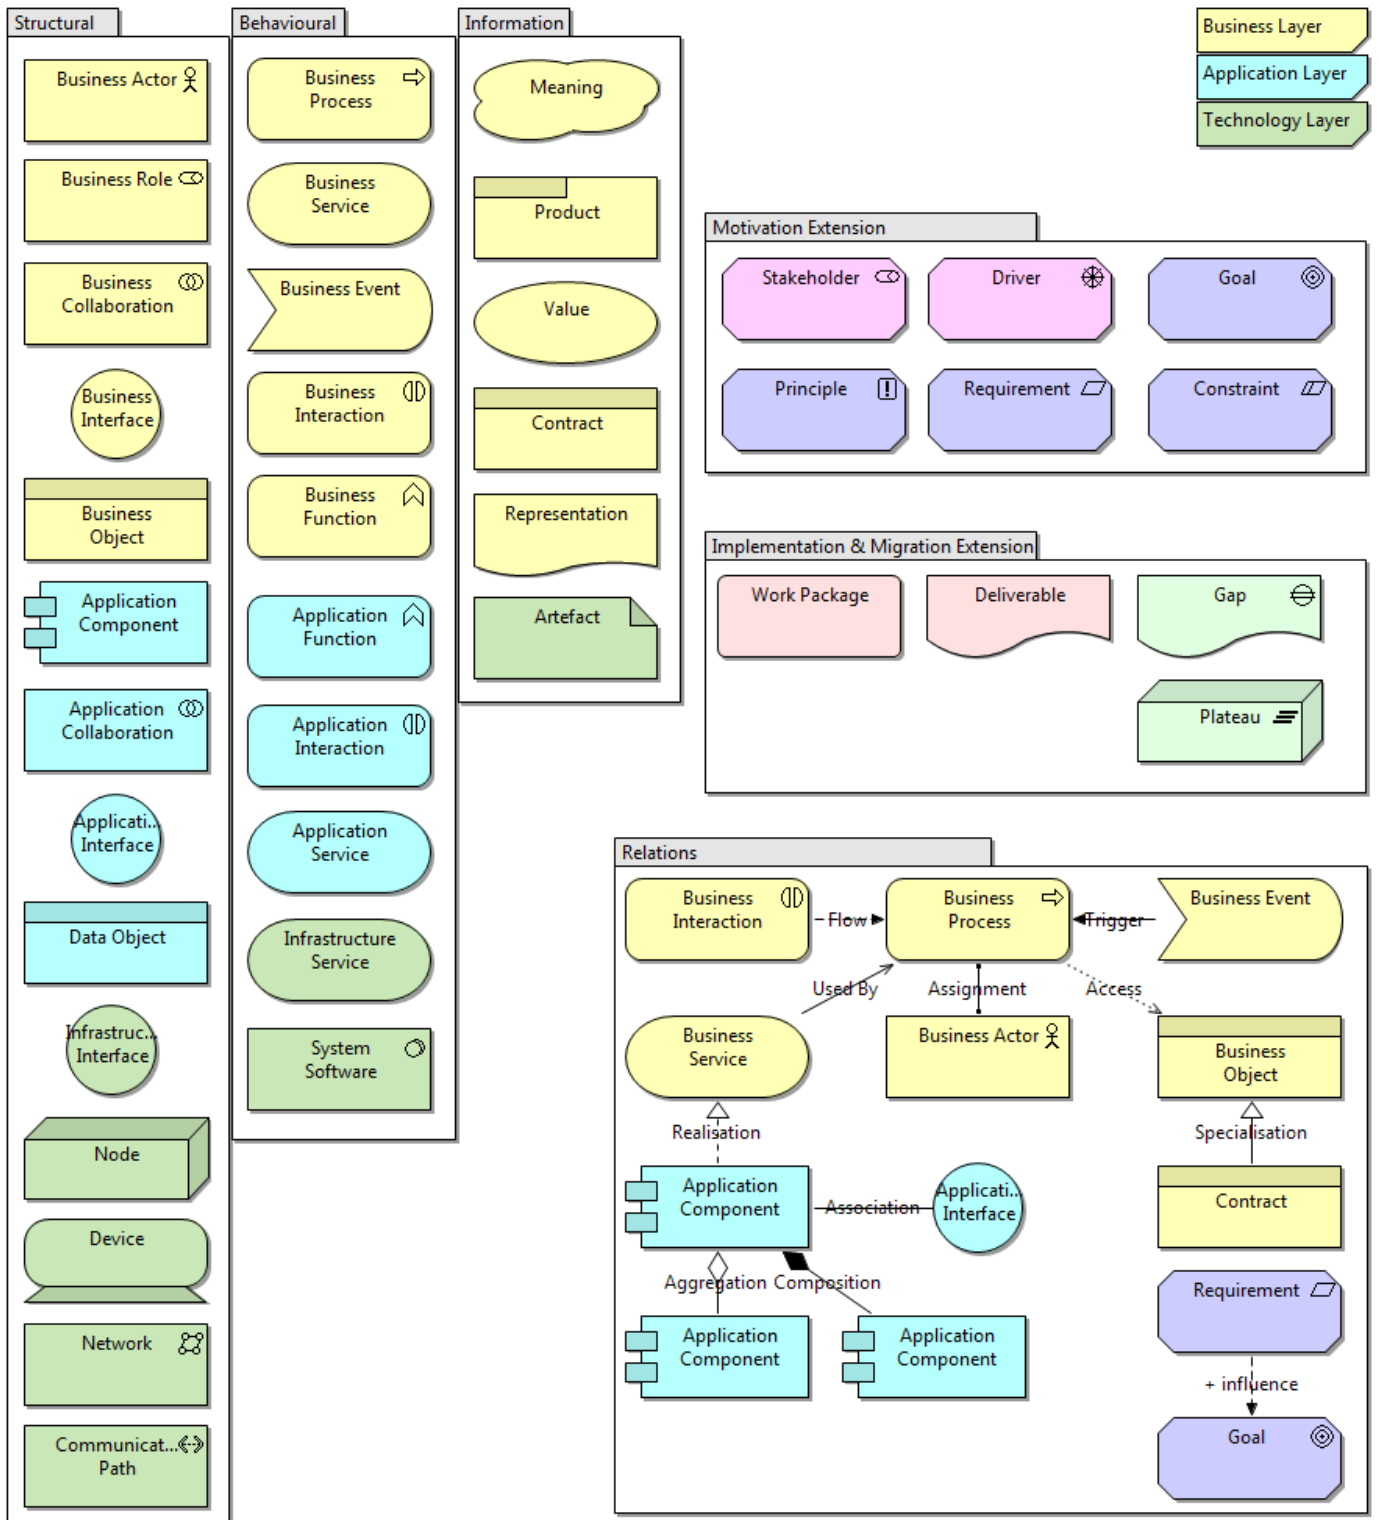 Structural
Business Actor
Business Role
Business
Collaboration
Business
Interface
Business
Object
Application
Component
Application
Collaboration
Applicati...
Interface
Data Object
Infrastruc...
Interface
Node
Device
Network
Communicat...
Path
Behavioural
Business
Process
Business
Service
Business Event
Business
Interaction
Business
Function
Application
Function
Application
Interaction
Application
Service
Infrastructure
Service
System
Software
Information
Meaning
Product
Value
Contract
Representation
Artefact
Business Layer
Application Layer
Technology Layer
Motivation Extension
Stakeholder
Driver
Goal
Principle
Requirement
Constraint
Implementation & Migration Extension
Work Package
Deliverable
Gap
Plateau
Relations
Business
Interaction
Flow
Business
Process
Trigger
Business Event
Used By
Assignment
Access
Business
Service
Business Actor
Business
Object
Realisation
Specialisation
Application
Component
Association
Applicati...
Interface
Contract
Aggregation
Composition
Requirement
Application
Component
Application
Component
+ influence
Goal